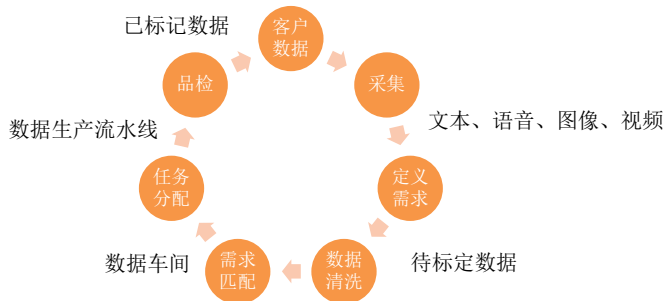 已标记数据
客户
数据
品检
采集
文本、语音、图像、视频
数据生产流水线
任务
分配
定义
需求
数据车间
需求
匹配
数据
清洗
待标定数据